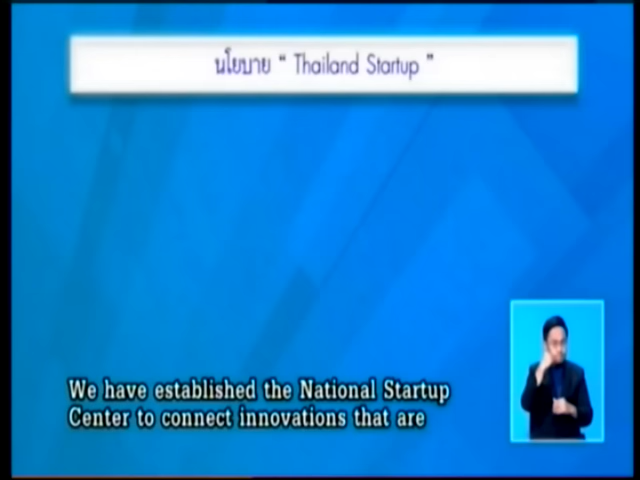 นโยบาย “ Thailand Startup ”
We have established the National Startup
Center to connect innovations that are